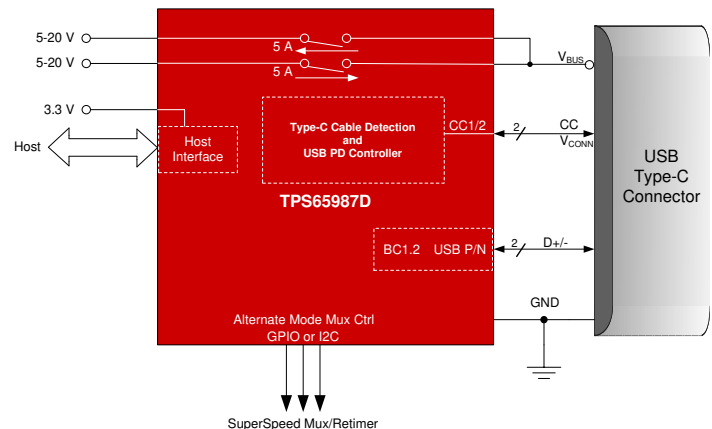 5-20 V
5 A
5-20 V
5 A
V_BUS
3.3 V
Host
Host
Interface
Type-C Cable Detection
and
USB PD Controller
CC1/2
2
CC
V_CONN
TPS65987D
USB
Type-C
Connector
BC1.2 USB P/N
2
D+/-
GND
Alternate Mode Mux Ctrl
GPIO or I2C
SuperSpeed Mux/Retimer